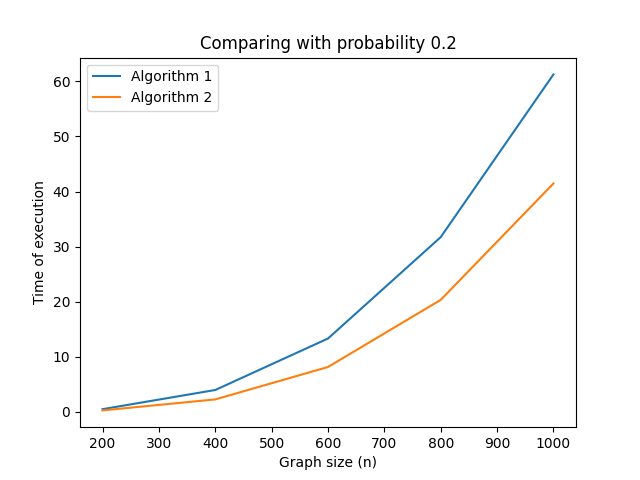 Comparing with probability 0.2
Algorithm 1
Algorithm 2
60
50
40
30
20
10
0
Time of execution
200 300 400 500 600 700 800 900 1000
Graph size (n)